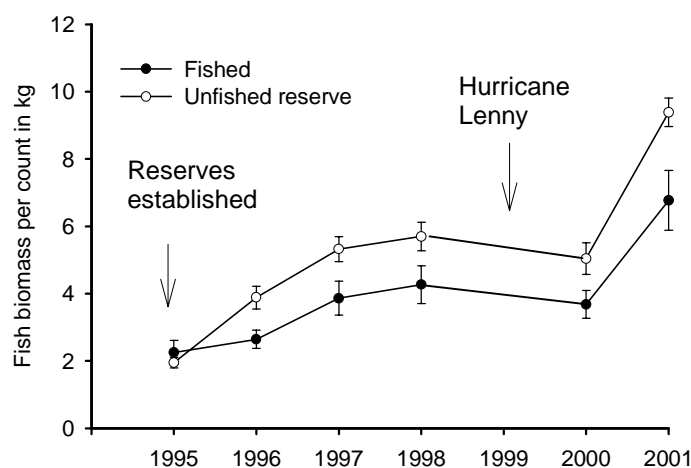 12
10
8
6
4
2
0
Fish biomass per count in kg
Fished
Unfished reserve
Hurricane
Lenny
Reserves
established
1995 1996 1997 1998 1999 2000 2001